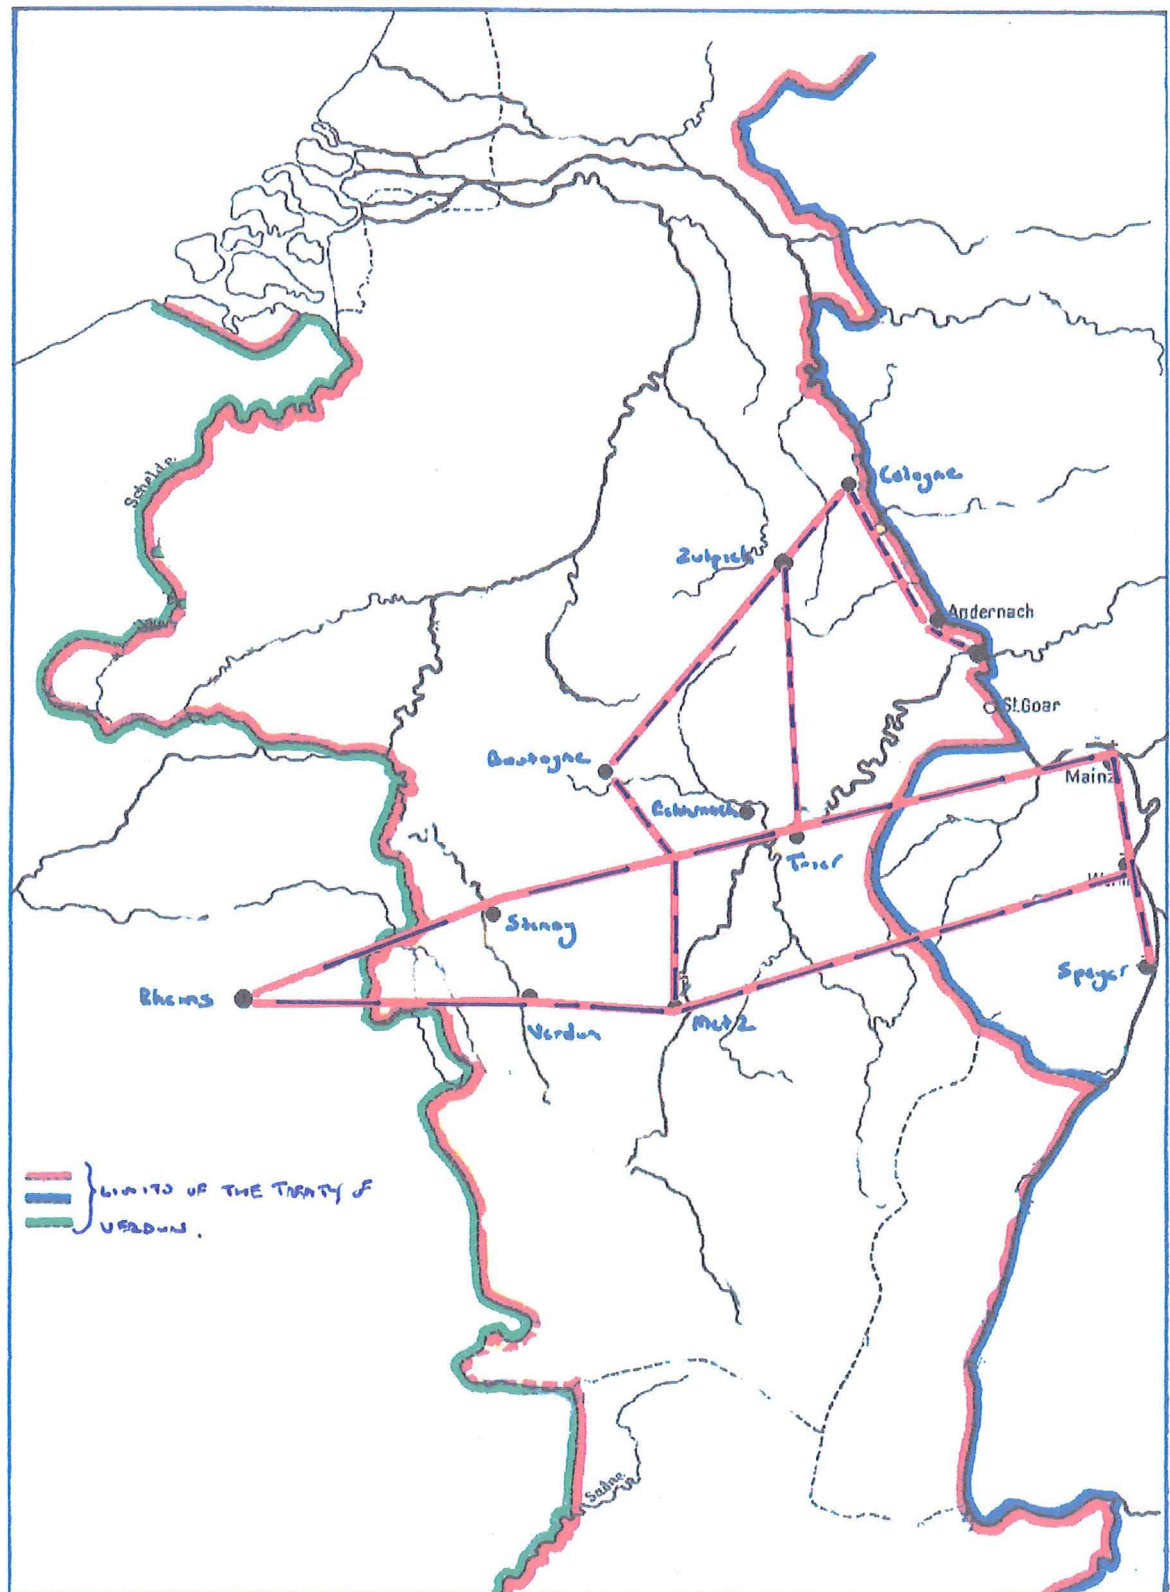 Schelde
Cologne
Zulpich
Andernach
St.Goar
Bastogne
Mainz
Echternach
Trier
Stenay
Speyer
Rheims
Verdun
Metz
LIMITS OF THE TREATY OF
VERDUN.
Saône